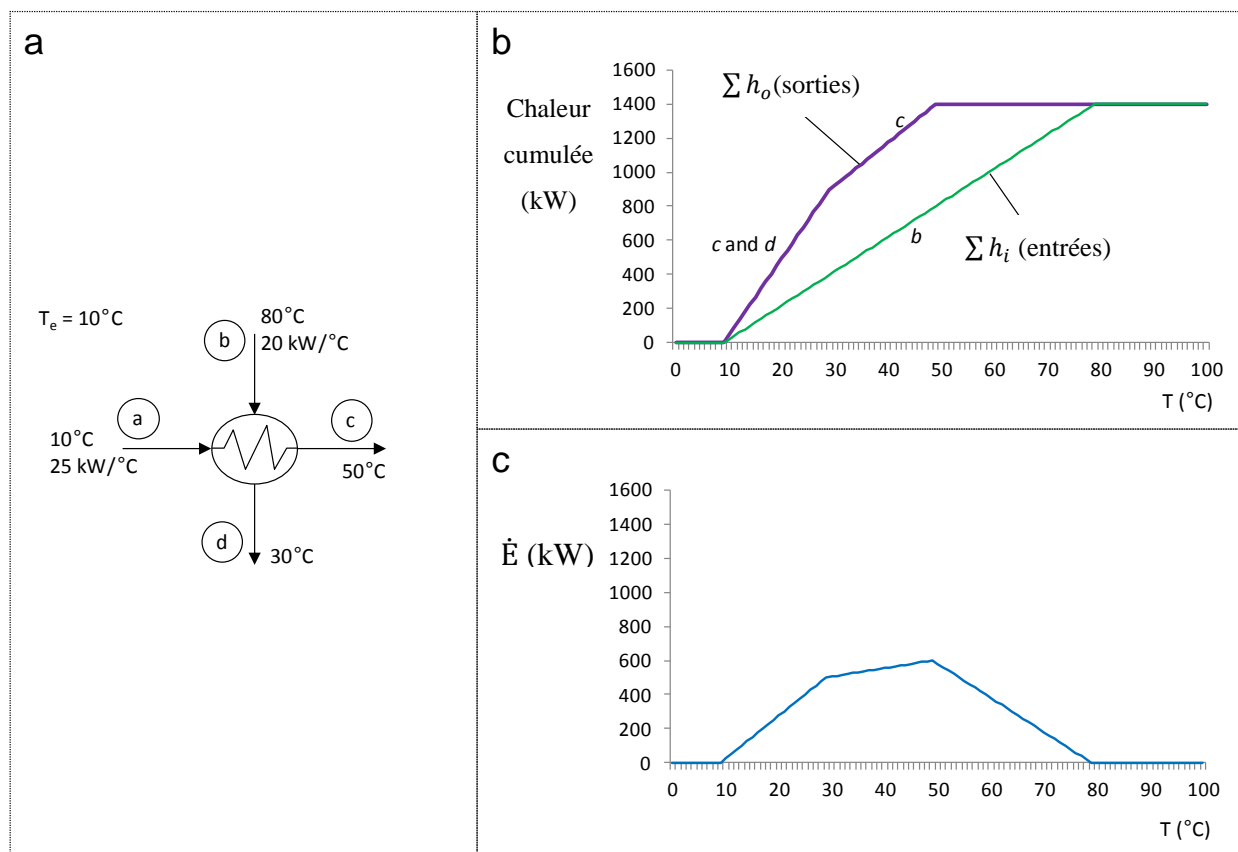 a
T_e = 10°C
80°C
20 kW/°C
b
a
c
10°C
25 kW/°C
50°C
d
30°C
b
Chaleur
cumulée
(kW)
1600
1400
1200
1000
800
600
400
200
0
∑ h_o (sorties)
c
c and d
b
∑ h_i (entrées)
0 10 20 30 40 50 60 70 80 90 100
T (°C)
c
Ė (kW)
1600
1400
1200
1000
800
600
400
200
0
0 10 20 30 40 50 60 70 80 90 100
T (°C)